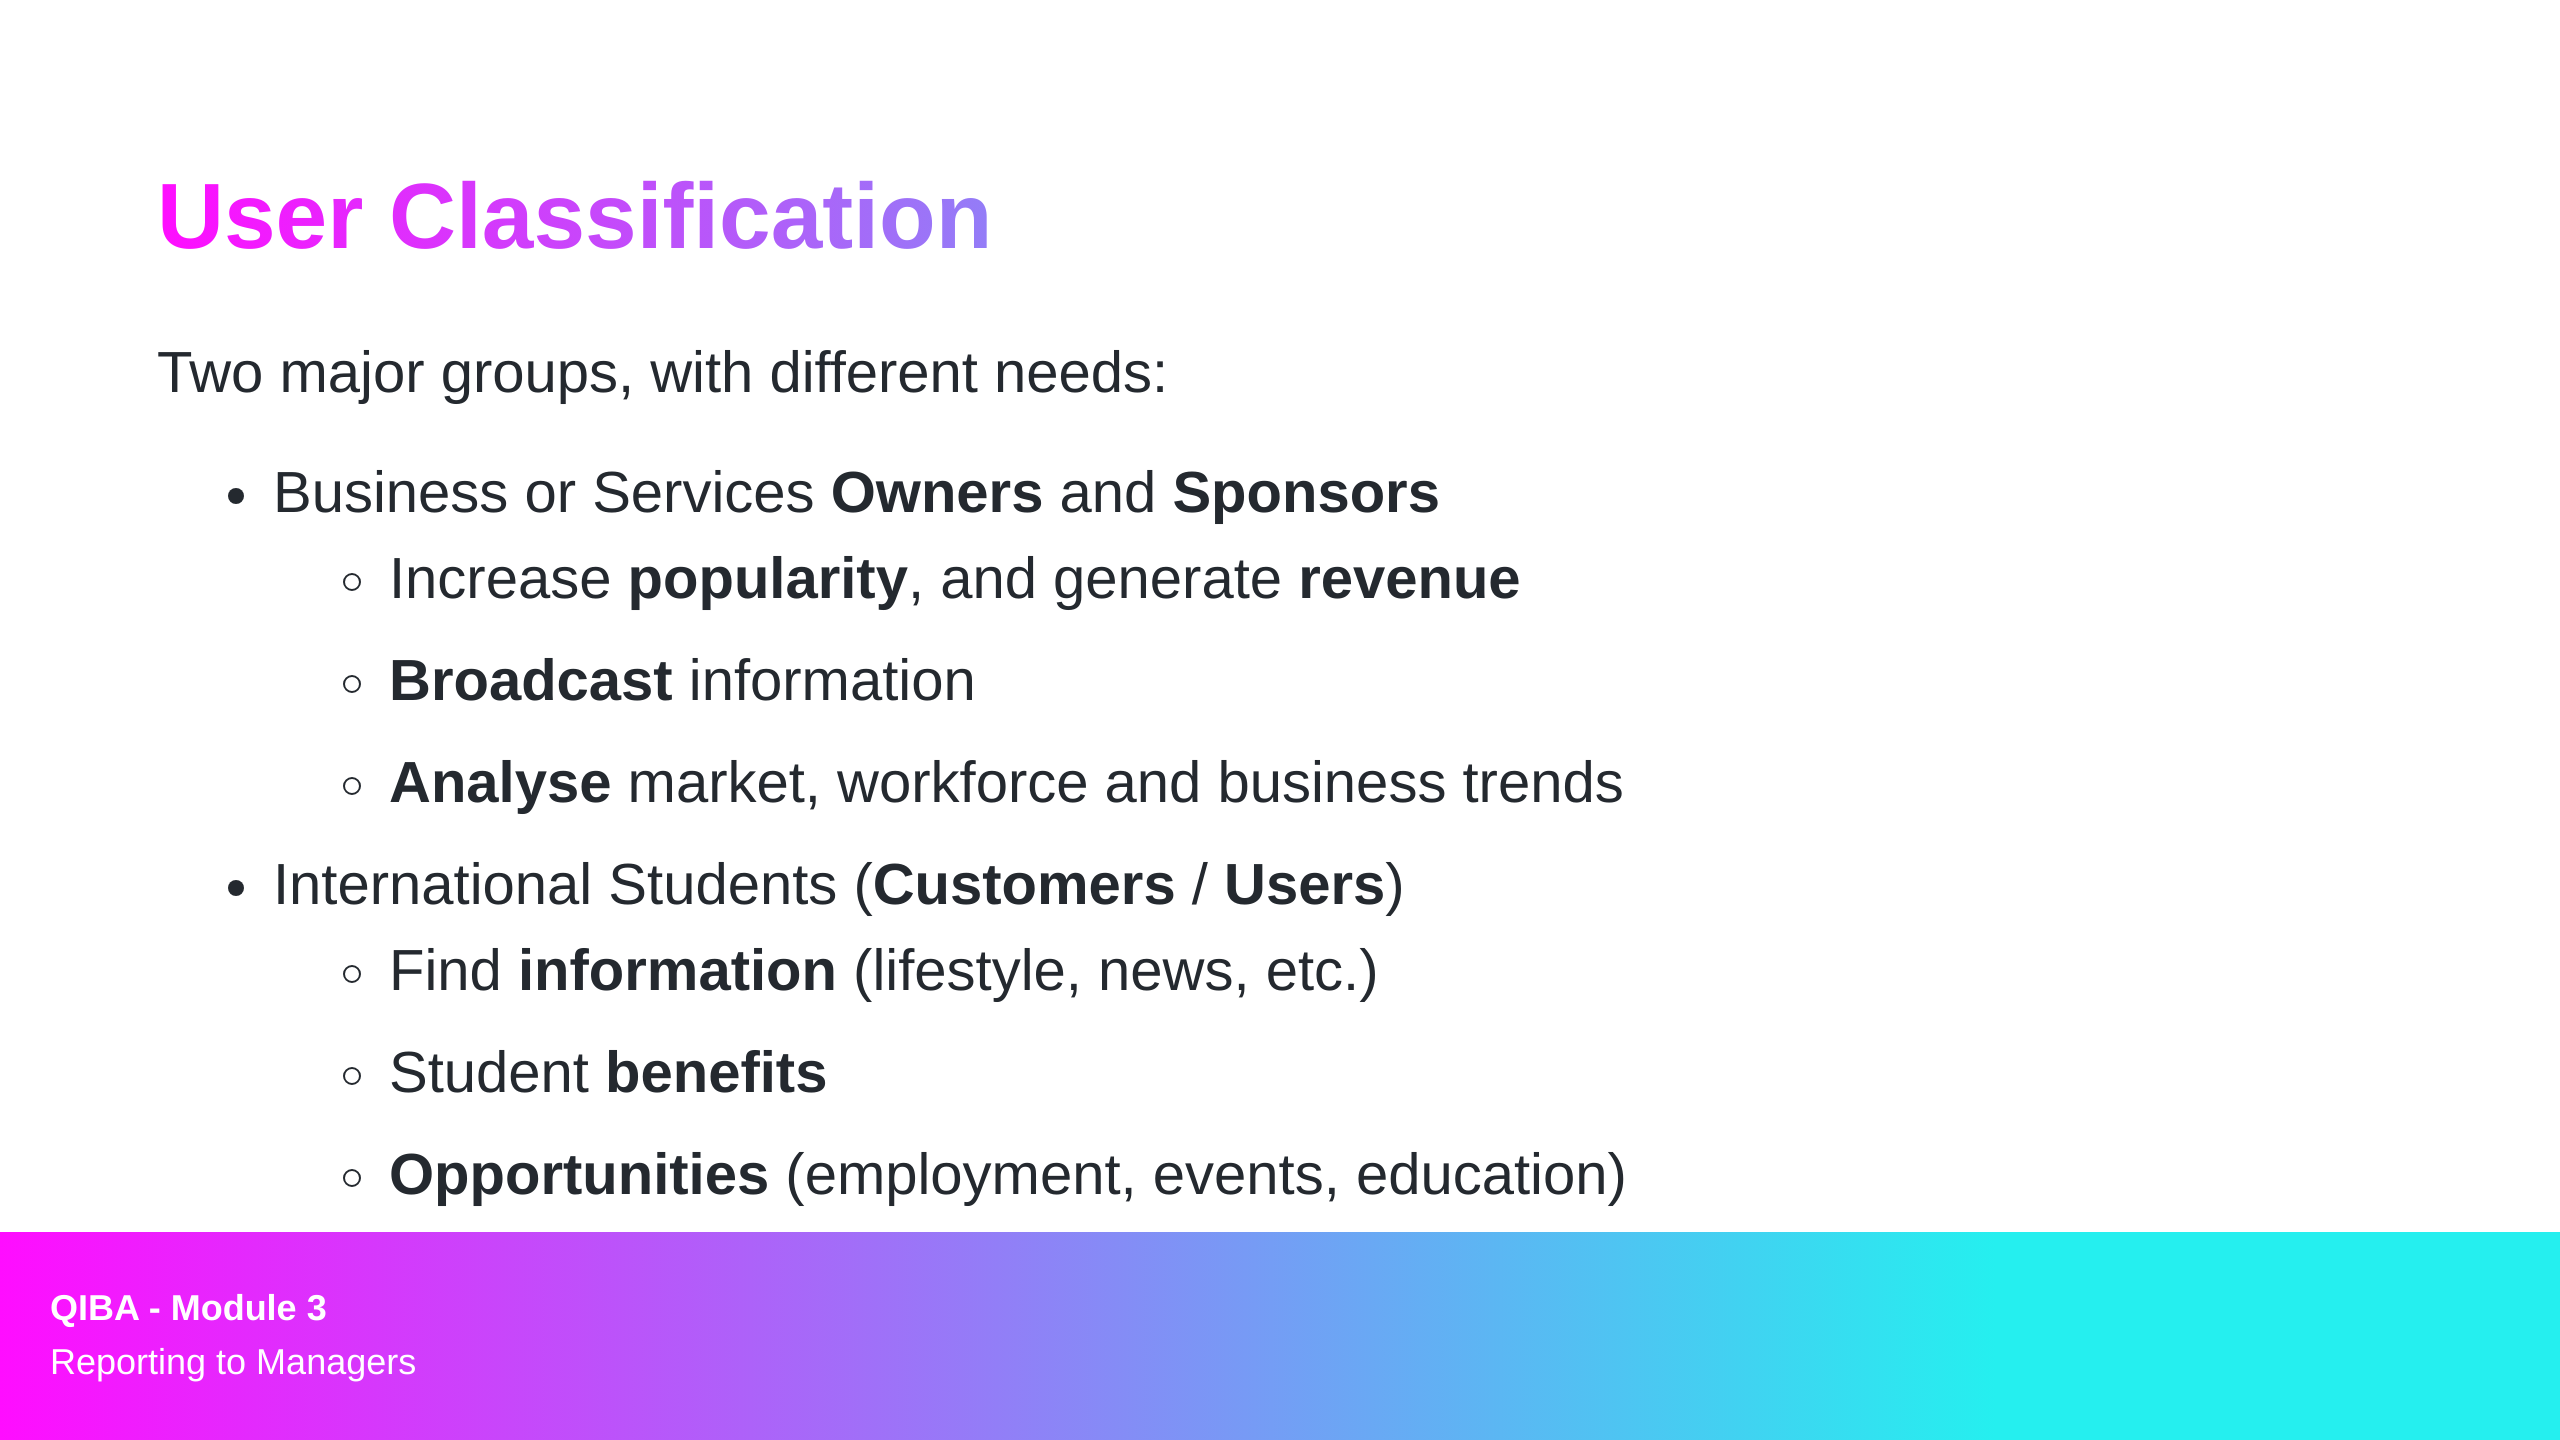 User Classification
Two major groups, with different needs:
• Business or Services Owners and Sponsors
◦ Increase popularity, and generate revenue
◦ Broadcast information
◦ Analyse market, workforce and business trends
• International Students (Customers / Users)
◦ Find information (lifestyle, news, etc.)
◦ Student benefits
◦ Opportunities (employment, events, education)
QIBA - Module 3
Reporting to Managers